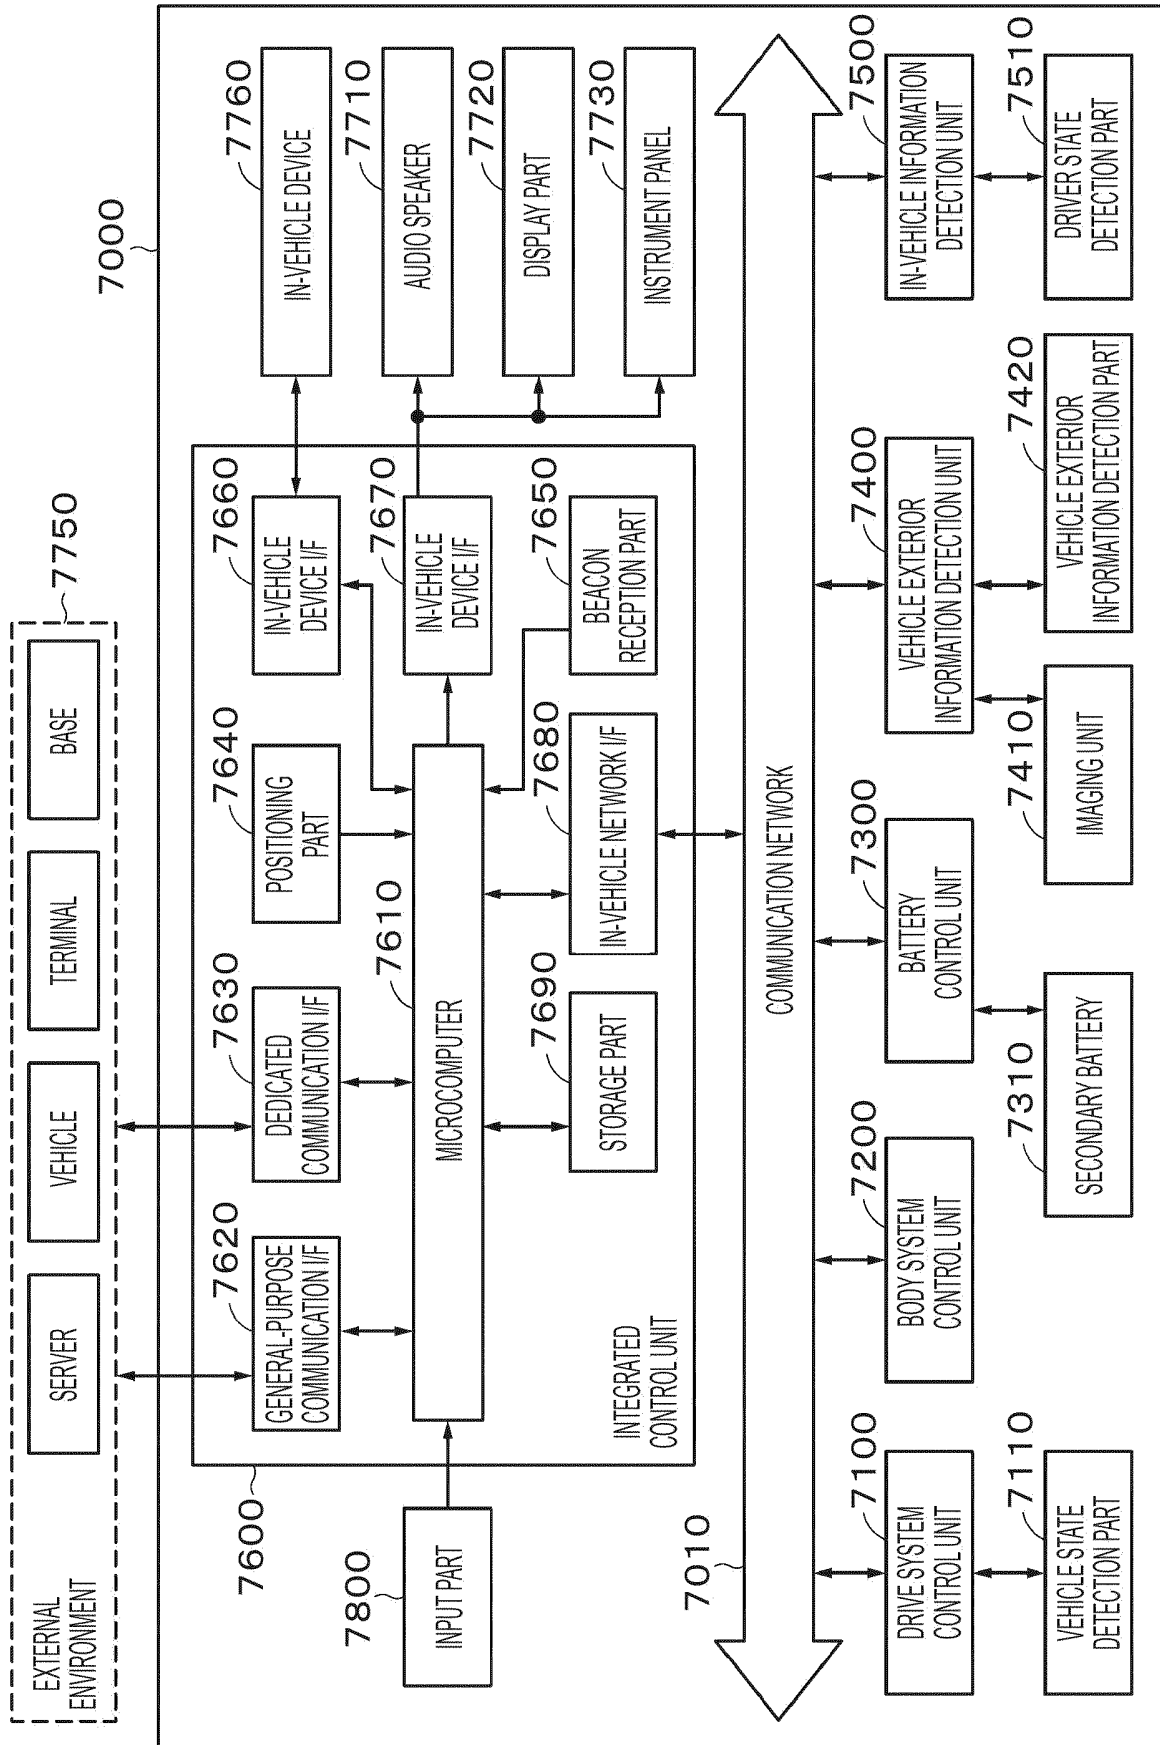 7000
EXTERNAL
ENVIRONMENT
SERVER
VEHICLE
TERMINAL
BASE
7750
7600
7620
GENERAL-PURPOSE
COMMUNICATION I/F
7630
DEDICATED
COMMUNICATION I/F
7640
POSITIONING
PART
7660
IN-VEHICLE
DEVICE I/F
7760
IN-VEHICLE DEVICE
7800
INPUT PART
7610
MICROCOMPUTER
7670
IN-VEHICLE
DEVICE I/F
7710
AUDIO SPEAKER
7720
DISPLAY PART
7730
INSTRUMENT PANEL
INTEGRATED
CONTROL UNIT
7690
STORAGE PART
7680
IN-VEHICLE NETWORK I/F
7650
BEACON
RECEPTION PART
7010
COMMUNICATION NETWORK
7100
DRIVE SYSTEM
CONTROL UNIT
7200
BODY SYSTEM
CONTROL UNIT
7300
BATTERY
CONTROL UNIT
7400
VEHICLE EXTERIOR
INFORMATION DETECTION UNIT
7500
IN-VEHICLE INFORMATION
DETECTION UNIT
7110
VEHICLE STATE
DETECTION PART
7310
SECONDARY BATTERY
7410
IMAGING UNIT
7420
VEHICLE EXTERIOR
INFORMATION DETECTION PART
7510
DRIVER STATE
DETECTION PART